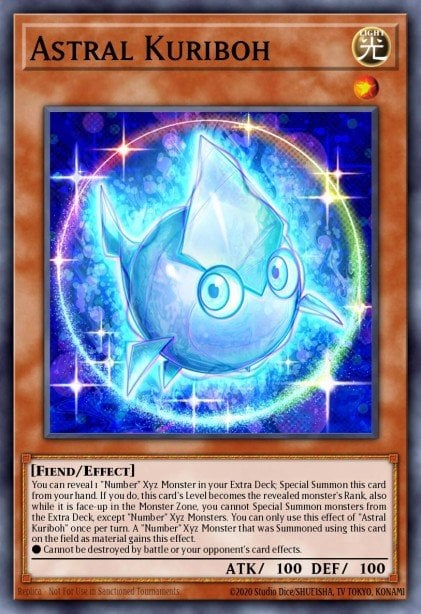 ASTRAL KURIBOH
LIGHT
光
[FIEND/EFFECT]
You can reveal 1 "Number" Xyz Monster in your Extra Deck; Special Summon this card
from your hand. If you do, this card's Level becomes the revealed monster's Rank, also
while it is face-up in the Monster Zone, you cannot Special Summon monsters from
the Extra Deck, except "Number" Xyz Monsters. You can only use this effect of "Astral
Kuriboh" once per turn. A "Number" Xyz Monster that was Summoned using this card
on the field as material gains this effect.
● Cannot be destroyed by battle or your opponent's card effects.
ATK/ 100 DEF/ 100
Replica - Not For Use in Sanctioned Tournaments
©2020 Studio Dice/SHUEISHA, TV TOKYO, KONAMI